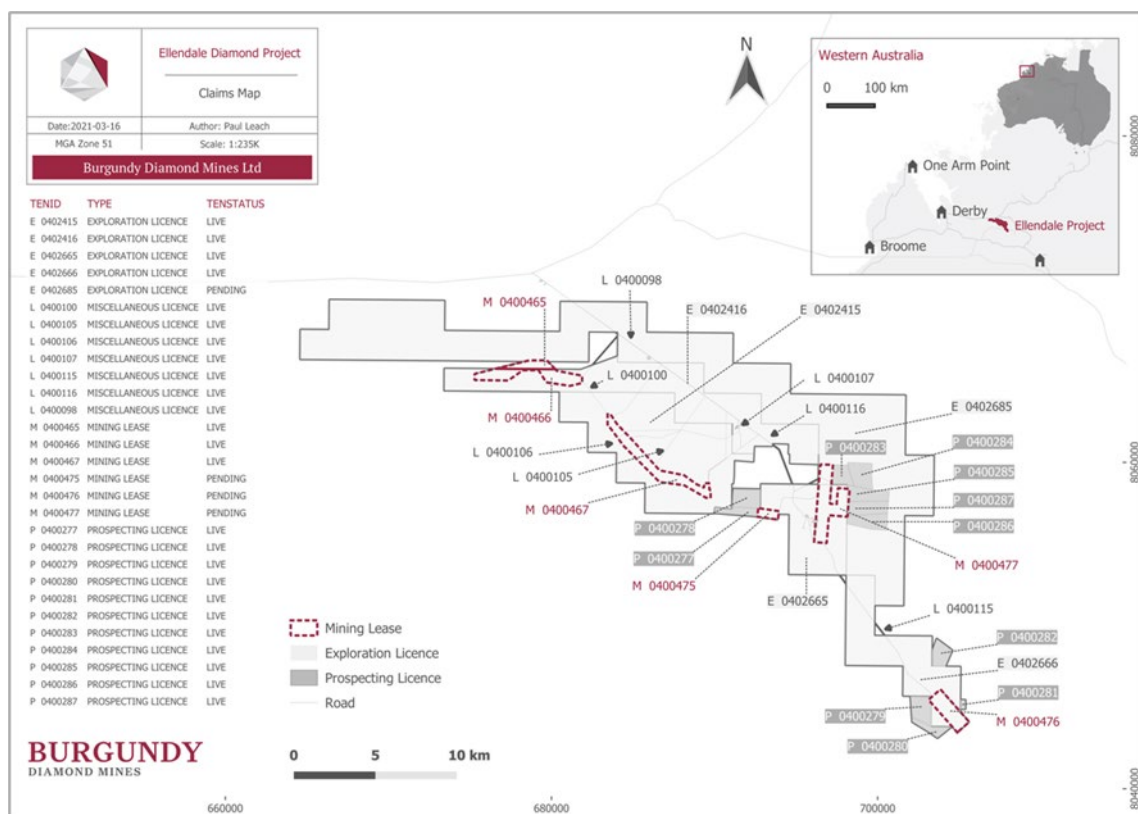 Ellendale Diamond Project
Claims Map
Date:2021-03-16 Author: Paul Leach
MGA Zone 51 Scale: 1:235K
Burgundy Diamond Mines Ltd
N
Western Australia
0 100 km
One Arm Point
Derby
Ellendale Project
Broome
8080000
TENID TYPE TENSTATUS
E 0402415 EXPLORATION LICENCE LIVE
E 0402416 EXPLORATION LICENCE LIVE
E 0402665 EXPLORATION LICENCE LIVE
E 0402666 EXPLORATION LICENCE LIVE
E 0402685 EXPLORATION LICENCE PENDING
L 0400100 MISCELLANEOUS LICENCE LIVE
L 0400105 MISCELLANEOUS LICENCE LIVE
L 0400106 MISCELLANEOUS LICENCE LIVE
L 0400107 MISCELLANEOUS LICENCE LIVE
L 0400115 MISCELLANEOUS LICENCE LIVE
L 0400116 MISCELLANEOUS LICENCE LIVE
L 0400098 MISCELLANEOUS LICENCE LIVE
M 0400465 MINING LEASE LIVE
M 0400466 MINING LEASE LIVE
M 0400467 MINING LEASE LIVE
M 0400475 MINING LEASE PENDING
M 0400476 MINING LEASE PENDING
M 0400477 MINING LEASE PENDING
P 0400277 PROSPECTING LICENCE LIVE
P 0400278 PROSPECTING LICENCE LIVE
P 0400279 PROSPECTING LICENCE LIVE
P 0400280 PROSPECTING LICENCE LIVE
P 0400281 PROSPECTING LICENCE LIVE
P 0400282 PROSPECTING LICENCE LIVE
P 0400283 PROSPECTING LICENCE LIVE
P 0400284 PROSPECTING LICENCE LIVE
P 0400285 PROSPECTING LICENCE LIVE
P 0400286 PROSPECTING LICENCE LIVE
P 0400287 PROSPECTING LICENCE LIVE
L 0400098
M 0400465
E 0402416
E 0402415
L 0400100
L 0400107
M 0400466
L 0400116
E 0402685
P 0400283
P 0400284
L 0400106
8060000
P 0400285
L 0400105
P 0400287
M 0400467
P 0400278
P 0400286
P 0400277
M 0400477
M 0400475
E 0402665
L 0400115
P 0400282
E 0402666
P 0400281
P 0400279
M 0400476
P 0400280
Mining Lease
Exploration Licence
Prospecting Licence
Road
BURGUNDY
DIAMOND MINES
0 5 10 km
8040000
660000 680000 700000